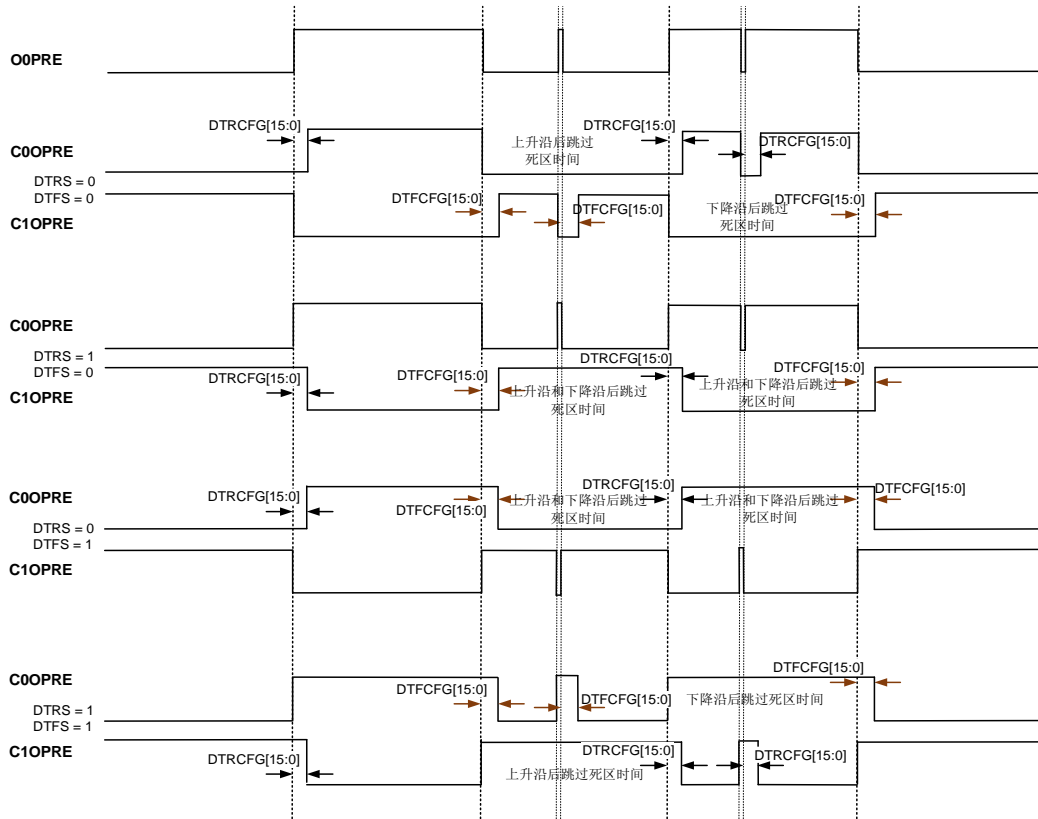 O0PRE
DTRCFG[15:0]
DTRCFG[15:0]
DTRCFG[15:0]
上升沿后跳过
死区时间
C0OPRE
DTRS = 0
DTFS = 0
DTFCFG[15:0]
DTFCFG[15:0]
DTFCFG[15:0]
下降沿后跳过
死区时间
C1OPRE
C0OPRE
DTRS = 1
DTFS = 0
DTRCFG[15:0]
DTFCFG[15:0]
DTRCFG[15:0]
DTFCFG[15:0]
上升沿和下降沿后跳过
死区时间
上升沿和下降沿后跳过
死区时间
C1OPRE
C0OPRE
DTRS = 0
DTFS = 1
DTRCFG[15:0]
DTFCFG[15:0]
DTRCFG[15:0]
DTFCFG[15:0]
上升沿和下降沿后跳过
死区时间
上升沿和下降沿后跳过
死区时间
C1OPRE
C0OPRE
DTRS = 1
DTFS = 1
DTFCFG[15:0]
DTFCFG[15:0]
DTFCFG[15:0]
下降沿后跳过死区时间
C1OPRE
DTRCFG[15:0]
上升沿后跳过死区时间
DTRCFG[15:0]
DTRCFG[15:0]